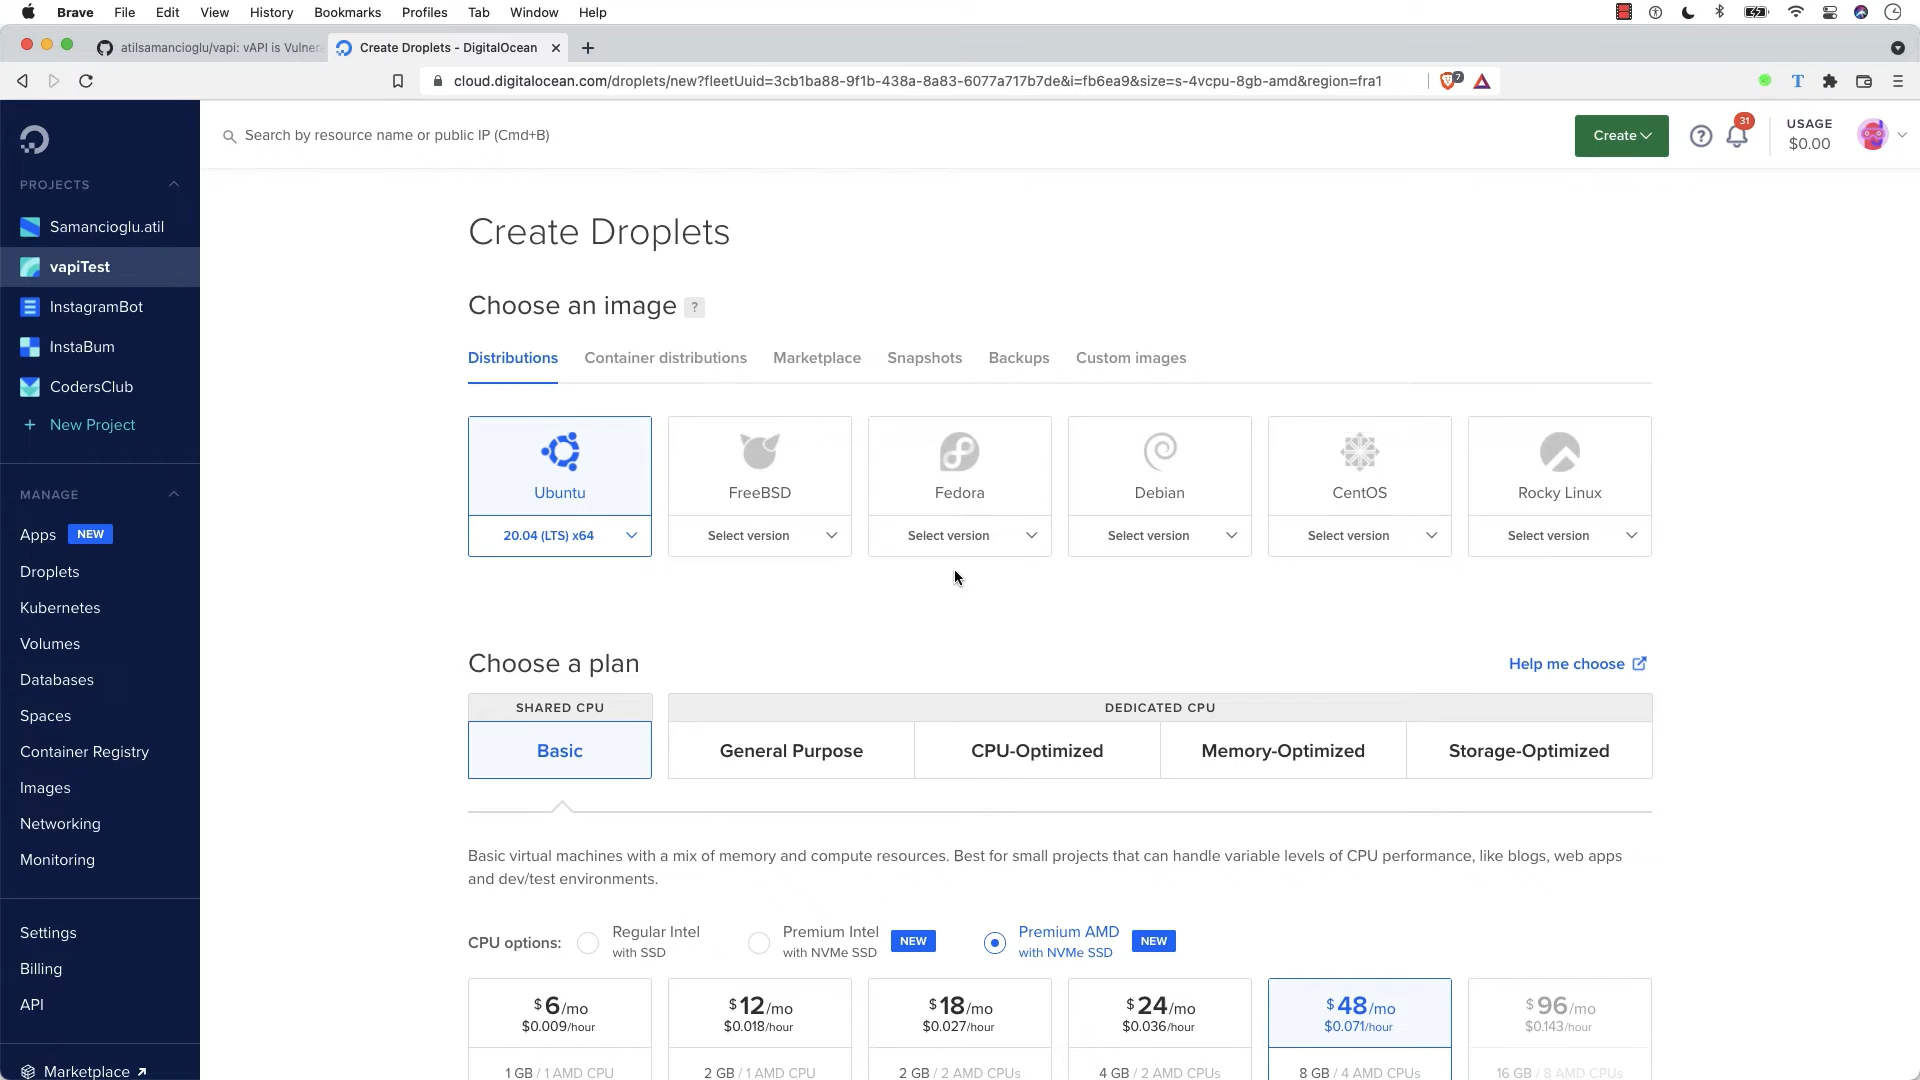 Brave File Edit View History Bookmarks Profiles Tab Window Help
atilsamancioglu/vapi: vAPI is Vulner
Create Droplets - DigitalOcean
cloud.digitalocean.com/droplets/new?fleetUuid=3cb1ba88-9f1b-438a-8a83-6077a717b7de&i=fb6ea9&size=s-4vcpu-8gb-amd&region=fra1
7
T
Search by resource name or public IP (Cmd+B)
Create
?
31
USAGE
$0.00
PROJECTS
Samancioglu.atil
vapiTest
InstagramBot
InstaBum
CodersClub
+ New Project
MANAGE
Apps NEW
Droplets
Kubernetes
Volumes
Databases
Spaces
Container Registry
Images
Networking
Monitoring
Settings
Billing
API
Marketplace
Create Droplets
Choose an image ?
Distributions Container distributions Marketplace Snapshots Backups Custom images
Ubuntu FreeBSD Fedora Debian CentOS Rocky Linux
20.04 (LTS) x64 Select version Select version Select version Select version Select version
Choose a plan
Help me choose
SHARED CPU DEDICATED CPU
Basic General Purpose CPU-Optimized Memory-Optimized Storage-Optimized
Basic virtual machines with a mix of memory and compute resources. Best for small projects that can handle variable levels of CPU performance, like blogs, web apps
and dev/test environments.
CPU options:
Regular Intel
with SSD
Premium Intel
with NVMe SSD
NEW
Premium AMD
with NVMe SSD
NEW
$6/mo $12/mo $18/mo $24/mo $48/mo $96/mo
$0.009/hour $0.018/hour $0.027/hour $0.036/hour $0.071/hour $0.143/hour
1 GB / 1 AMD CPU 2 GB / 1 AMD CPU 2 GB / 2 AMD CPUs 4 GB / 2 AMD CPUs 8 GB / 4 AMD CPUs 16 GB / 8 AMD CPUs